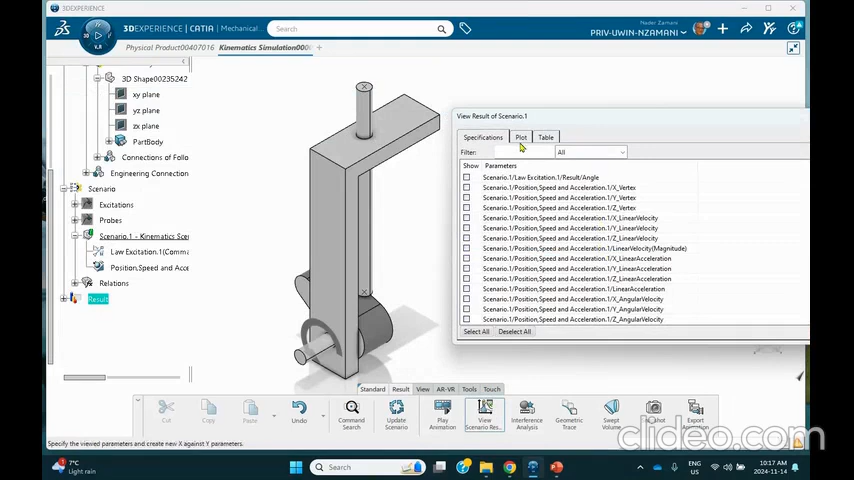 3DEXPERIENCE
3DEXPERIENCE | CATIA | Mechanical...
Search
Nader Zamani
PRIV-UWIN-NZAMANI
Physical Product00407016
Kinematics Simulation0000
3D Shape00235242
xy plane
yz plane
zx plane
PartBody
Connections of Follo
Engineering Connection
Scenario
Excitations
Probes
Scenario.1 - Kinematics Scen
Law Excitation.1(Comma
Position,Speed and Acce
Relations
Result
View Result of Scenario.1
Specifications
Plot
Table
Filter:
All
Show
Parameters
Scenario.1/Law Excitation.1/Result/Angle
Scenario.1/Position,Speed and Acceleration.1/X_Vertex
Scenario.1/Position,Speed and Acceleration.1/Y_Vertex
Scenario.1/Position,Speed and Acceleration.1/Z_Vertex
Scenario.1/Position,Speed and Acceleration.1/X_LinearVelocity
Scenario.1/Position,Speed and Acceleration.1/Y_LinearVelocity
Scenario.1/Position,Speed and Acceleration.1/Z_LinearVelocity
Scenario.1/Position,Speed and Acceleration.1/LinearVelocity(Magnitude)
Scenario.1/Position,Speed and Acceleration.1/X_LinearAcceleration
Scenario.1/Position,Speed and Acceleration.1/Y_LinearAcceleration
Scenario.1/Position,Speed and Acceleration.1/Z_LinearAcceleration
Scenario.1/Position,Speed and Acceleration.1/LinearAcceleration
Scenario.1/Position,Speed and Acceleration.1/X_AngularVelocity
Scenario.1/Position,Speed and Acceleration.1/Y_AngularVelocity
Scenario.1/Position,Speed and Acceleration.1/Z_AngularVelocity
Select All
Deselect All
Standard
Result
View
AR-VR
Tools
Touch
Cut
Copy
Paste
Undo
Command
Search
Update
Scenario
Play
Animation
View
Scenario Res...
Interference
Analysis
Geometric
Trace
Swept
Volume
Export
Animation
clideo.com
Specify the viewed parameters and create new X against Y parameters.
7°C
Light rain
Search
ENG
US
10:17 AM
2024-11-14